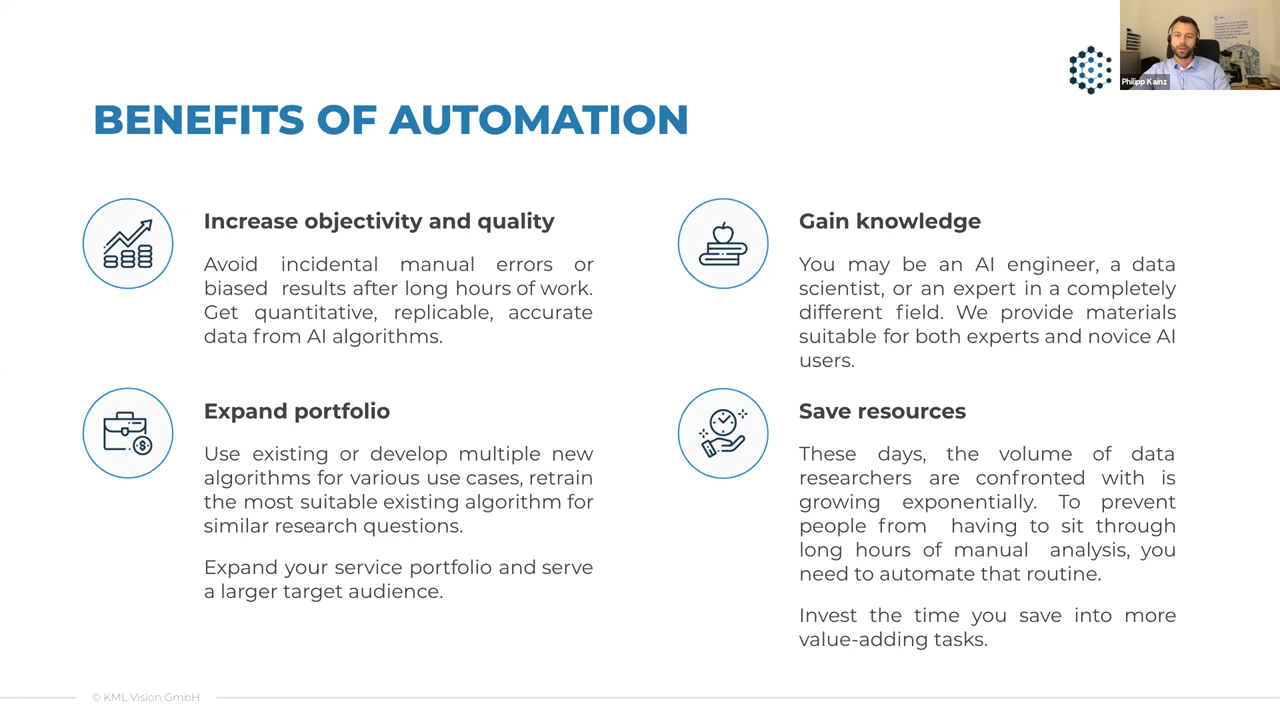 Philipp Kainz
BENEFITS OF AUTOMATION
Increase objectivity and quality
Avoid incidental manual errors or
biased results after long hours of work.
Get quantitative, replicable, accurate
data from AI algorithms.
Gain knowledge
You may be an AI engineer, a data
scientist, or an expert in a completely
different field. We provide materials
suitable for both experts and novice AI
users.
Expand portfolio
Use existing or develop multiple new
algorithms for various use cases, retrain
the most suitable existing algorithm for
similar research questions.
Expand your service portfolio and serve
a larger target audience.
Save resources
These days, the volume of data
researchers are confronted with is
growing exponentially. To prevent
people from having to sit through
long hours of manual analysis, you
need to automate that routine.
Invest the time you save into more
value-adding tasks.
© KML Vision GmbH